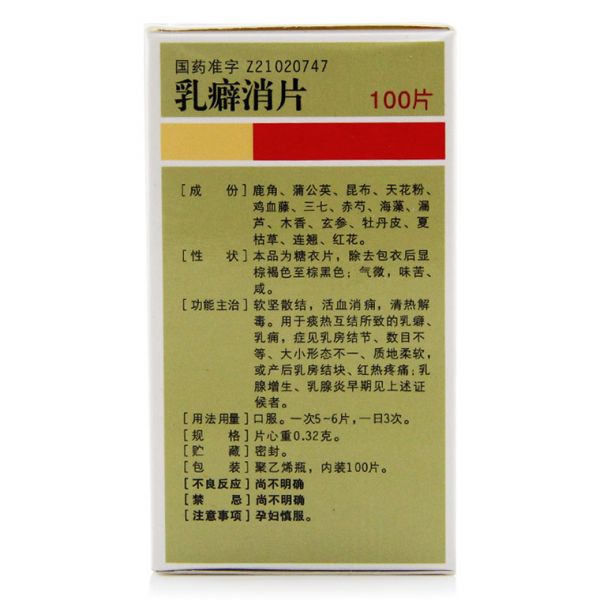 国药准字 Z21020747
乳癖消片 100片
[成 份] 鹿角、蒲公英、昆布、天花粉、
鸡血藤、三七、赤芍、海藻、漏
芦、木香、玄参、牡丹皮、夏
枯草、连翘、红花。
[性 状] 本品为糖衣片，除去包衣后显
棕褐色至棕黑色；气微，味苦、
咸。
[功能主治] 软坚散结，活血消痈，清热解
毒。用于痰热互结所致的乳癖、
乳痈，症见乳房结节、数目不
等、大小形态不一、质地柔软，
或产后乳房结块、红热疼痛；乳
腺增生、乳腺炎早期见上述证
候者。
[用法用量] 口服。一次5~6片，一日3次。
[规 格] 片心重0.32克。
[贮 藏] 密封。
[包 装] 聚乙烯瓶，内装100片。
[不良反应] 尚不明确
[禁 忌] 尚不明确
[注意事项] 孕妇慎服。